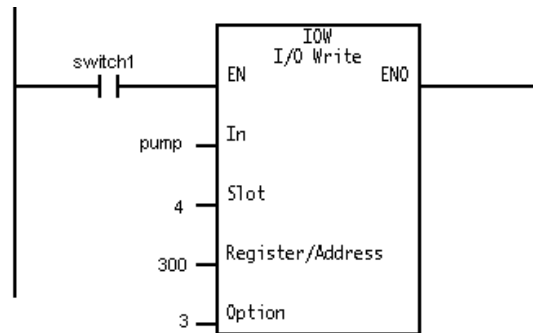 IOW
I/O Write
switch1
EN ENO
pump In
4 Slot
300 Register/Address
3 Option